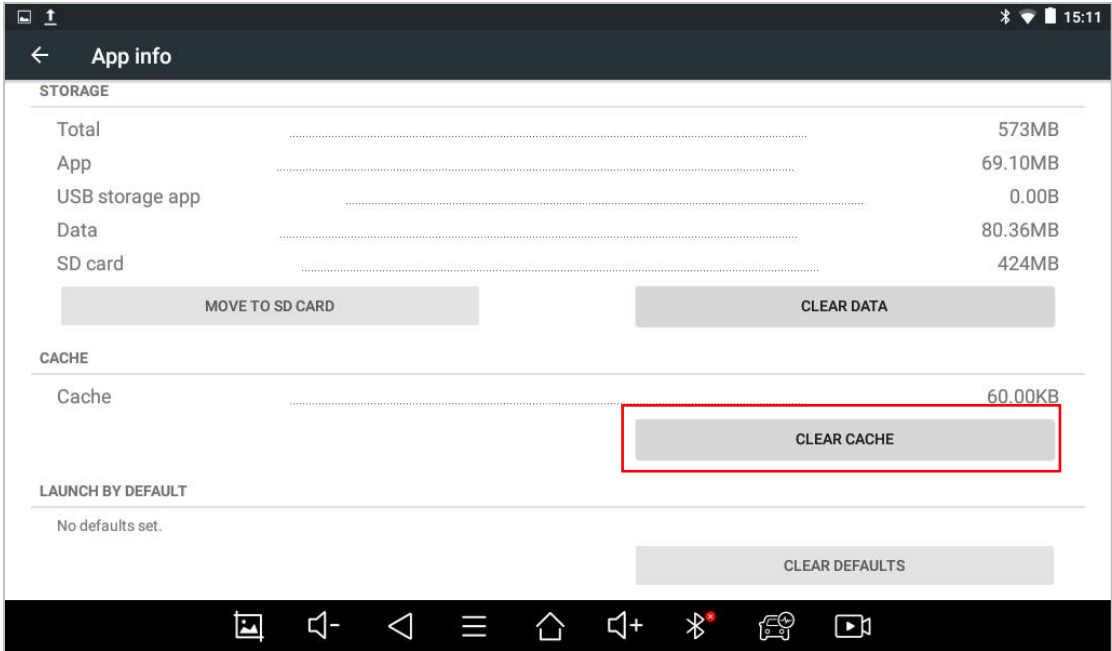 15:11
App info
STORAGE
Total 573MB
App 69.10MB
USB storage app 0.00B
Data 80.36MB
SD card 424MB
MOVE TO SD CARD CLEAR DATA
CACHE
Cache 60.00KB
CLEAR CACHE
LAUNCH BY DEFAULT
No defaults set.
CLEAR DEFAULTS